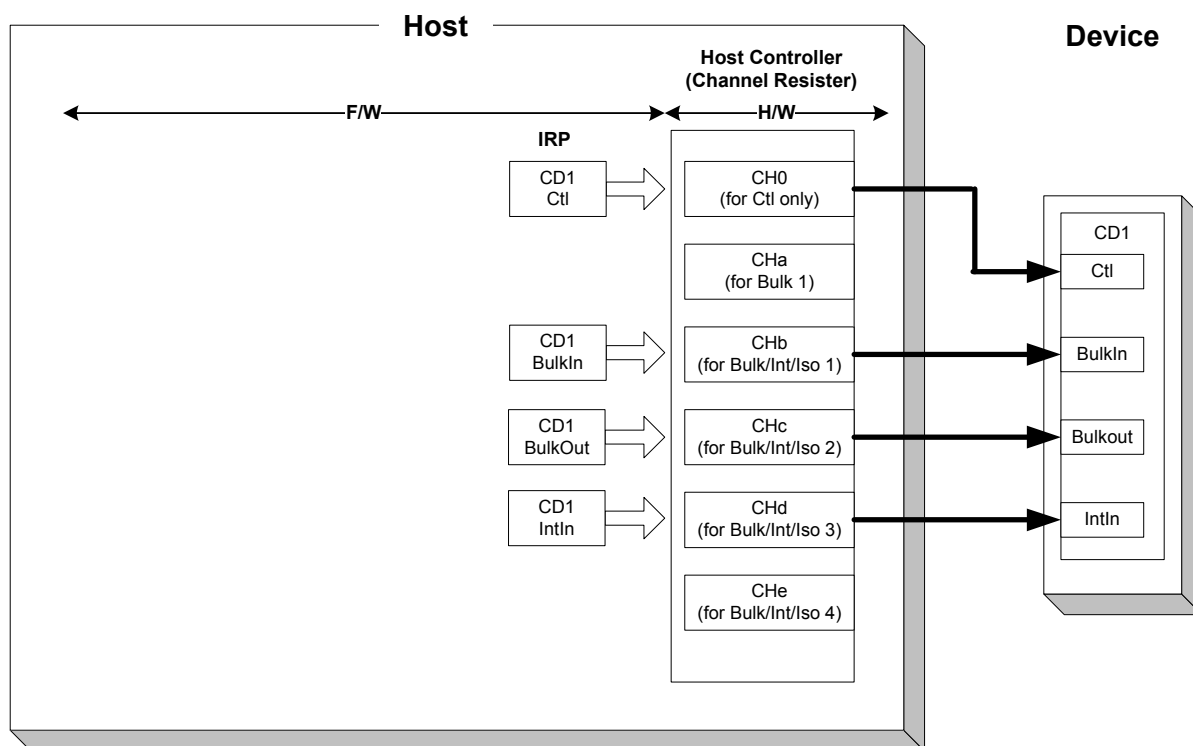 Host
Device
Host Controller
(Channel Resister)
F/W
H/W
IRP
CD1
Ctl
CH0
(for Ctl only)
CD1
Ctl
CHa
(for Bulk 1)
CD1
BulkIn
CHb
(for Bulk/Int/Iso 1)
BulkIn
CD1
BulkOut
CHc
(for Bulk/Int/Iso 2)
Bulkout
CD1
IntIn
CHd
(for Bulk/Int/Iso 3)
IntIn
CHe
(for Bulk/Int/Iso 4)